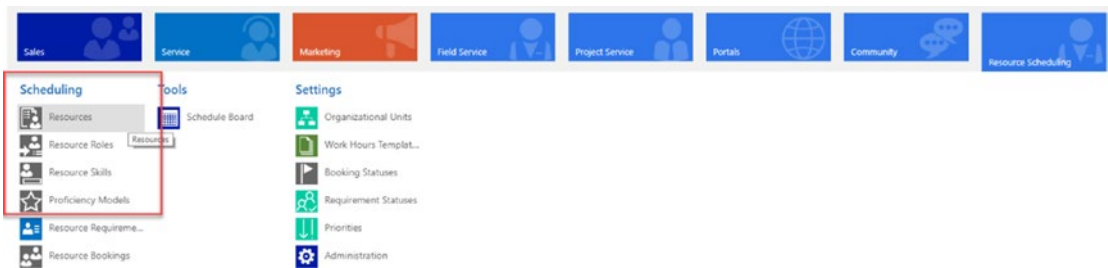 Sales
Service
Marketing
Field Service
Project Service
Portals
Community
Resource Scheduling
Scheduling
Resources
Resources
Resource Roles
Resource Skills
Proficiency Models
Resource Requireme...
Resource Bookings
Tools
Schedule Board
Settings
Organizational Units
Work Hours Templat...
Booking Statuses
Requirement Statuses
Priorities
Administration